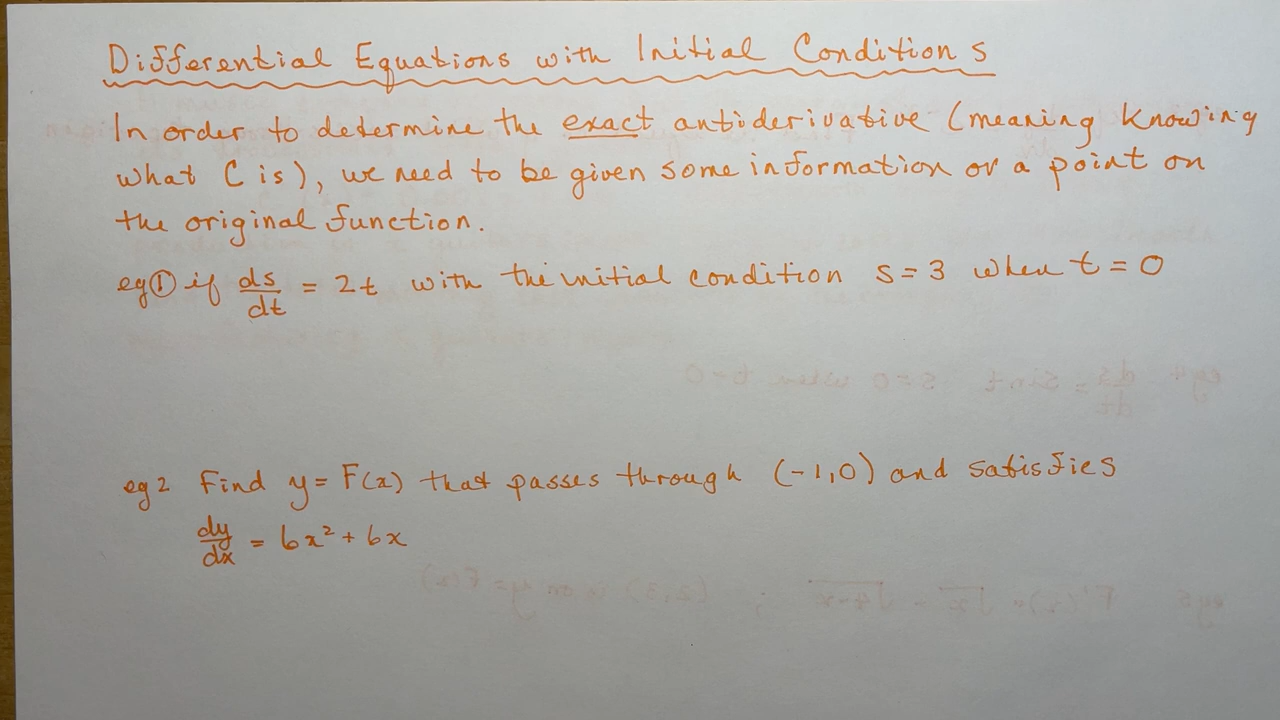 Differential Equations with Initial Conditions
In order to determine the exact antiderivative (meaning knowing
what C is), we need to be given some information or a point on
the original function.
eg ① if ds/dt = 2t with the initial condition s = 3 when t = 0
eg 2 Find y = F(x) that passes through (-1,0) and satisfies
dy/dx = 6x² + 6x